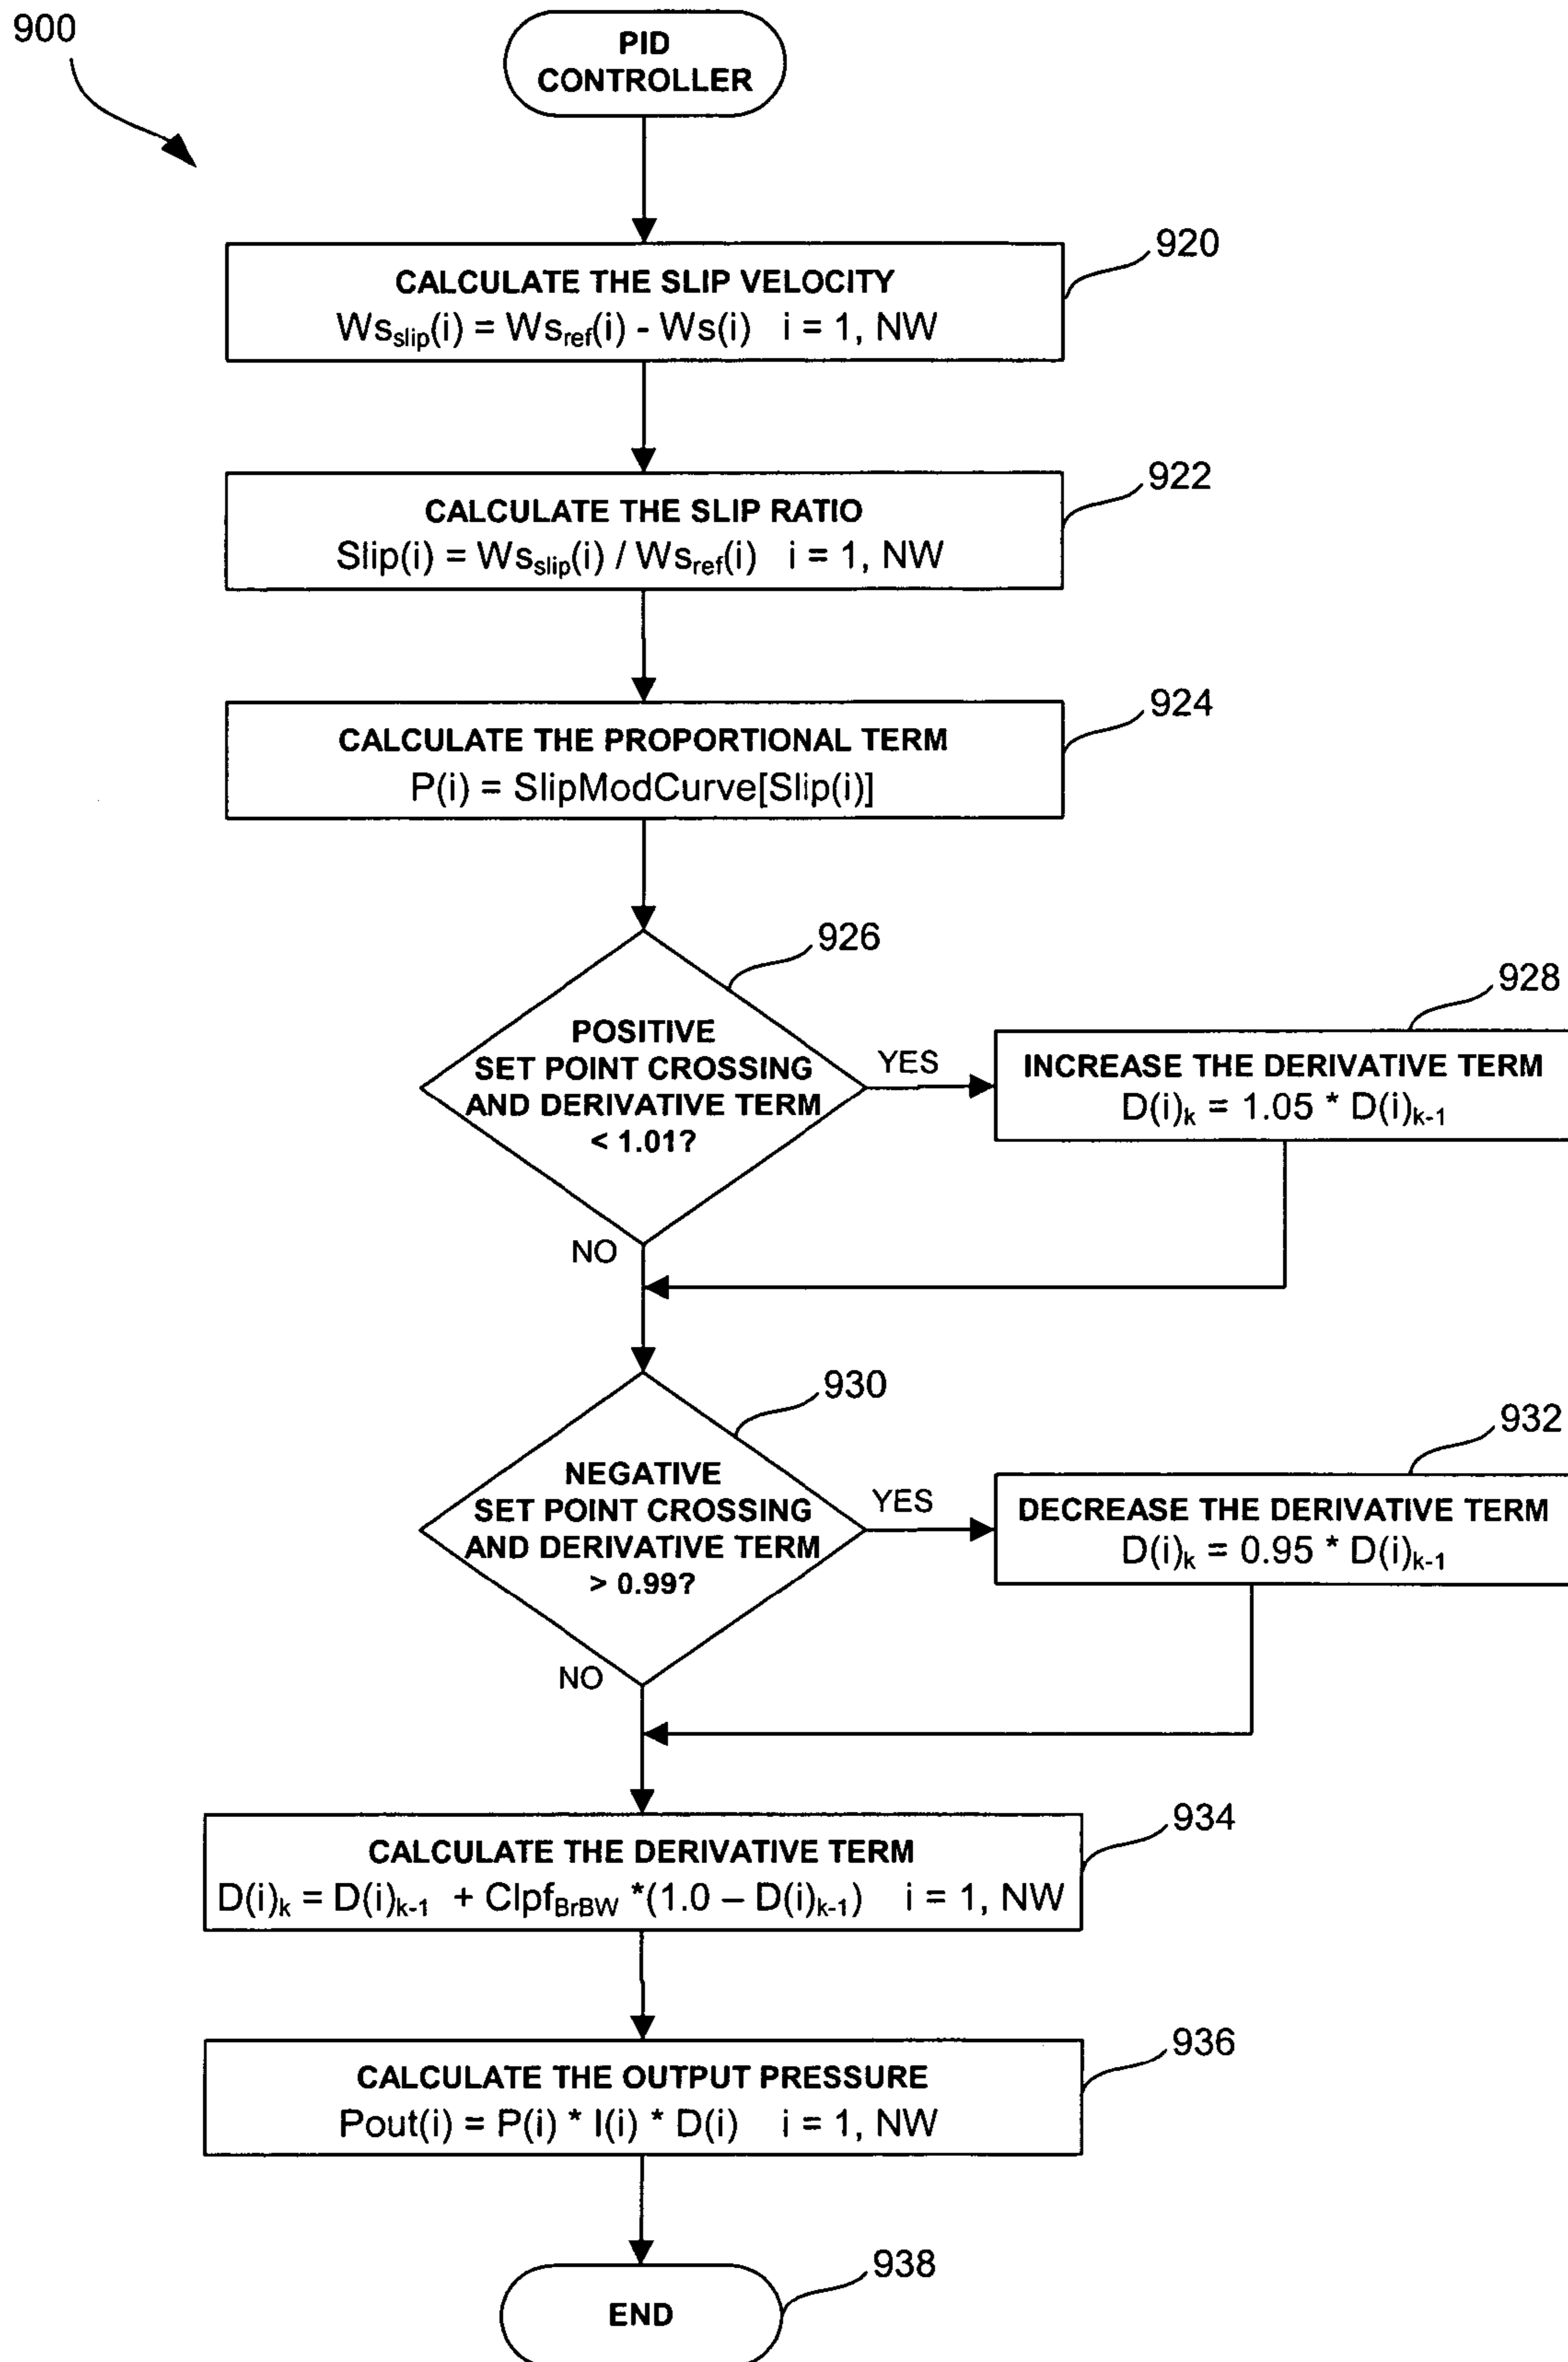 900
PID
CONTROLLER
920
CALCULATE THE SLIP VELOCITY
Ws_slip(i) = Ws_ref(i) - Ws(i) i = 1, NW
922
CALCULATE THE SLIP RATIO
Slip(i) = Ws_slip(i) / Ws_ref(i) i = 1, NW
924
CALCULATE THE PROPORTIONAL TERM
P(i) = SlipModCurve[Slip(i)]
926
POSITIVE
SET POINT CROSSING
AND DERIVATIVE TERM
< 1.01?
YES
928
INCREASE THE DERIVATIVE TERM
D(i)_k = 1.05 * D(i)_k-1
NO
930
NEGATIVE
SET POINT CROSSING
AND DERIVATIVE TERM
> 0.99?
YES
932
DECREASE THE DERIVATIVE TERM
D(i)_k = 0.95 * D(i)_k-1
NO
934
CALCULATE THE DERIVATIVE TERM
D(i)_k = D(i)_k-1 + Clpf_BrBW *(1.0 – D(i)_k-1) i = 1, NW
936
CALCULATE THE OUTPUT PRESSURE
Pout(i) = P(i) * I(i) * D(i) i = 1, NW
938
END